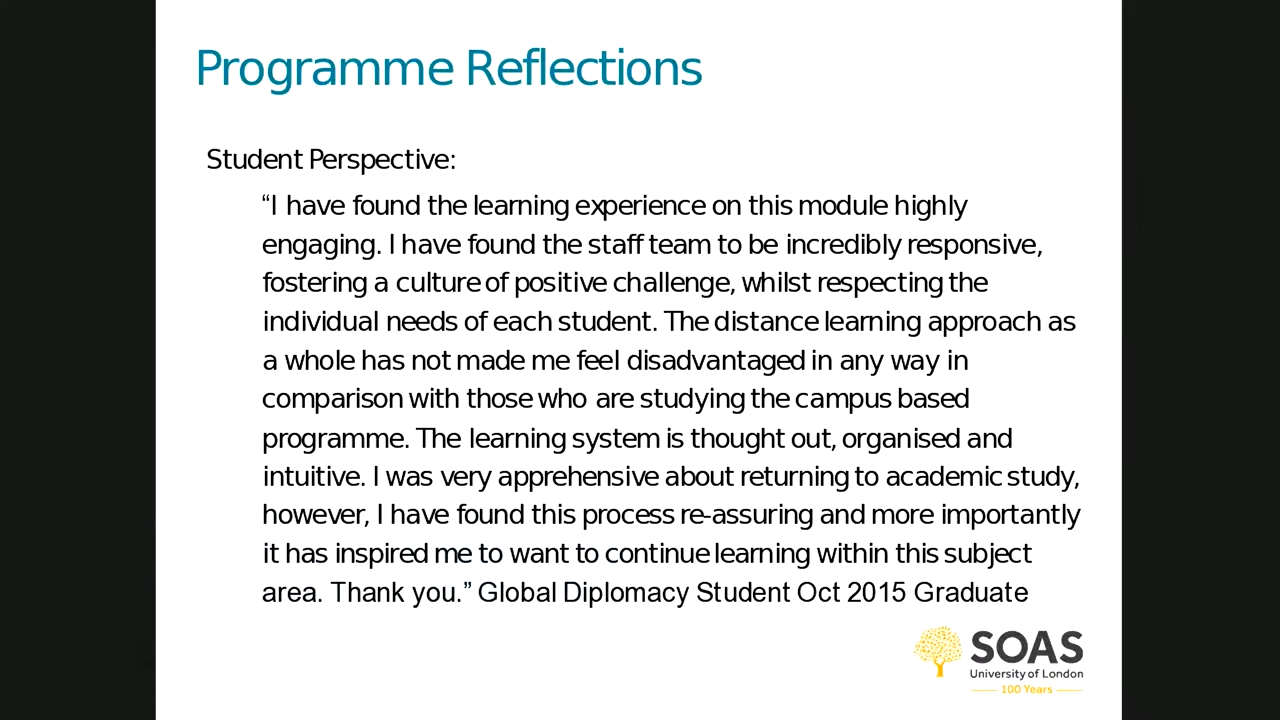 Programme Reflections
Student Perspective:
“I have found the learning experience on this module highly
engaging. I have found the staff team to be incredibly responsive,
fostering a culture of positive challenge, whilst respecting the
individual needs of each student. The distance learning approach as
a whole has not made me feel disadvantaged in any way in
comparison with those who are studying the campus based
programme. The learning system is thought out, organised and
intuitive. I was very apprehensive about returning to academic study,
however, I have found this process re-assuring and more importantly
it has inspired me to want to continue learning within this subject
area. Thank you.” Global Diplomacy Student Oct 2015 Graduate
SOAS
University of London
100 Years